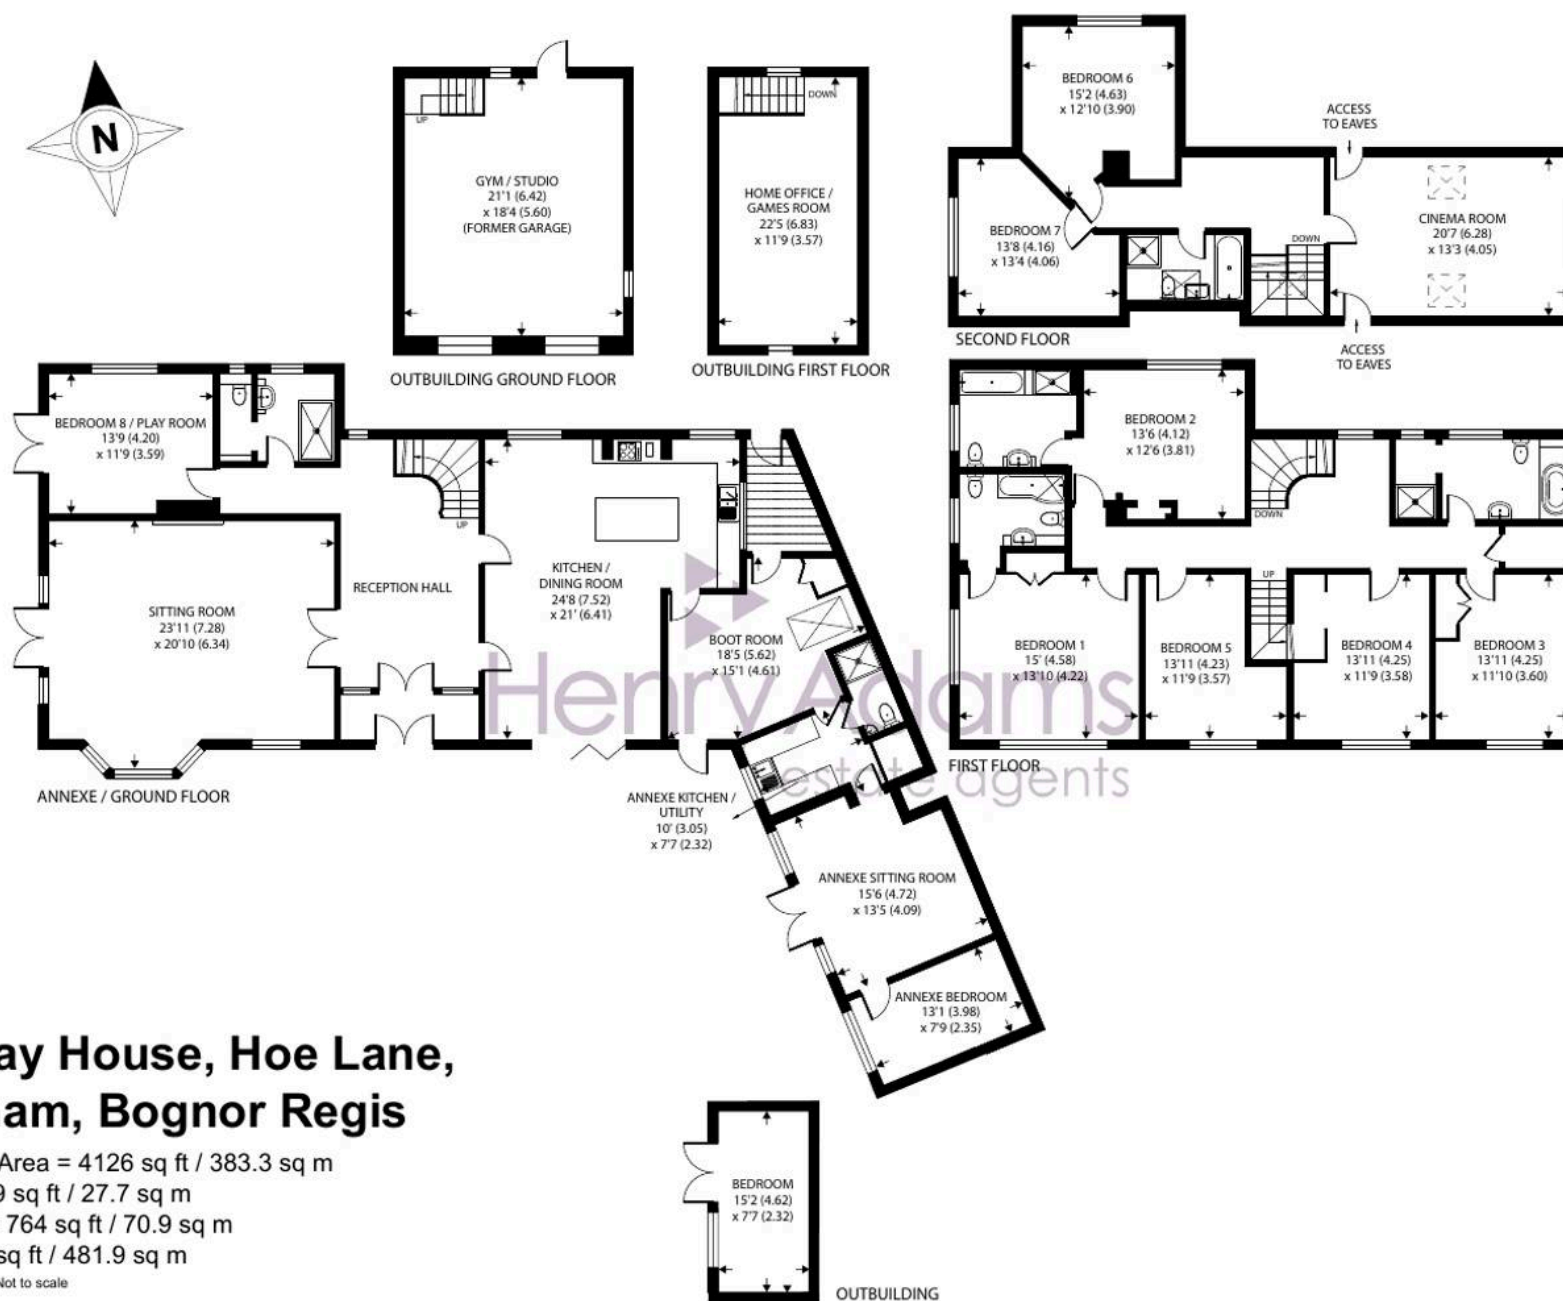 N
GYM / STUDIO
21'1 (6.42)
x 18'4 (5.60)
(FORMER GARAGE)
UP
OUTBUILDING GROUND FLOOR
DOWN
HOME OFFICE /
GAMES ROOM
22'5 (6.83)
x 11'9 (3.57)
OUTBUILDING FIRST FLOOR
BEDROOM 6
15'2 (4.63)
x 12'10 (3.90)
ACCESS
TO EAVES
BEDROOM 7
13'8 (4.16)
x 13'4 (4.06)
DOWN
CINEMA ROOM
20'7 (6.28)
x 13'3 (4.05)
SECOND FLOOR
ACCESS
TO EAVES
BEDROOM 8 / PLAY ROOM
13'9 (4.20)
x 11'9 (3.59)
UP
SITTING ROOM
23'11 (7.28)
x 20'10 (6.34)
RECEPTION HALL
KITCHEN /
DINING ROOM
24'8 (7.52)
x 21' (6.41)
BOOT ROOM
18'5 (5.62)
x 15'1 (4.61)
ANNEXE / GROUND FLOOR
ANNEXE KITCHEN /
UTILITY
10' (3.05)
x 7'7 (2.32)
ANNEXE SITTING ROOM
15'6 (4.72)
x 13'5 (4.09)
ANNEXE BEDROOM
13'1 (3.98)
x 7'9 (2.35)
BEDROOM 2
13'6 (4.12)
x 12'6 (3.81)
DOWN
UP
BEDROOM 1
15' (4.58)
x 13'10 (4.22)
BEDROOM 5
13'11 (4.23)
x 11'9 (3.57)
BEDROOM 4
13'11 (4.25)
x 11'9 (3.58)
BEDROOM 3
13'11 (4.25)
x 11'10 (3.60)
FIRST FLOOR
Henry Adams
estate agents
ay House, Hoe Lane,
am, Bognor Regis
Area = 4126 sq ft / 383.3 sq m
9 sq ft / 27.7 sq m
764 sq ft / 70.9 sq m
sq ft / 481.9 sq m
Not to scale
BEDROOM
15'2 (4.62)
x 7'7 (2.32)
OUTBUILDING